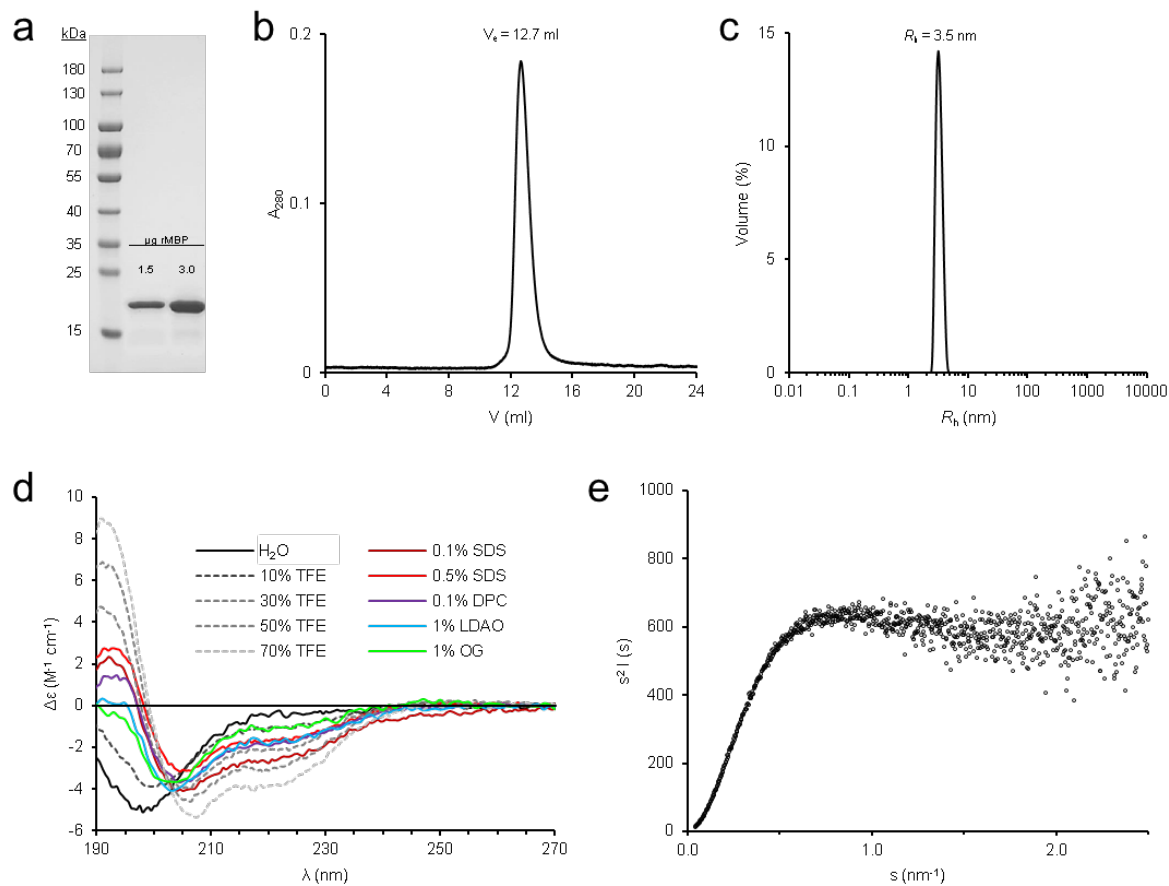 a
kDa
180
130
100
70
55
40
35
25
15
µg rMBP
1.5 3.0
b
Vₑ = 12.7 ml
0.2
0.1
0
A₂₈₀
0 4 8 12 16 20 24
V (ml)
c
Rₕ = 3.5 nm
15
10
5
0
Volume (%)
0.01 0.1 1 10 100 1000 10000
Rₕ (nm)
d
10
8
6
4
2
0
-2
-4
-6
Δε (M⁻¹ cm⁻¹)
H₂O 0.1% SDS
10% TFE 0.5% SDS
30% TFE 0.1% DPC
50% TFE 1% LDAO
70% TFE 1% OG
190 210 230 250 270
λ (nm)
e
1000
800
600
400
200
0
s²I (s)
0.0 1.0 2.0
s (nm⁻¹)